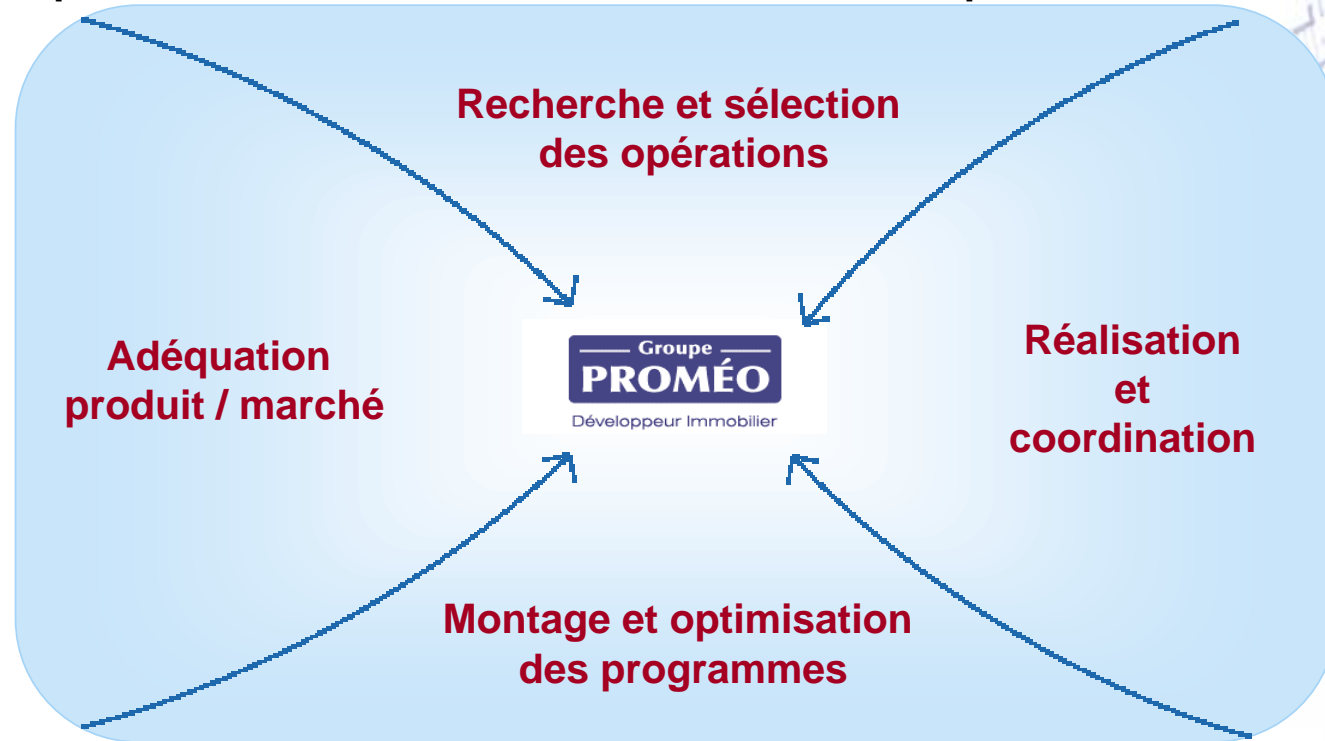 Recherche et sélection
des opérations
Adéquation
produit / marché
Groupe
PROMÉO
Développeur Immobilier
Réalisation
et
coordination
Montage et optimisation
des programmes